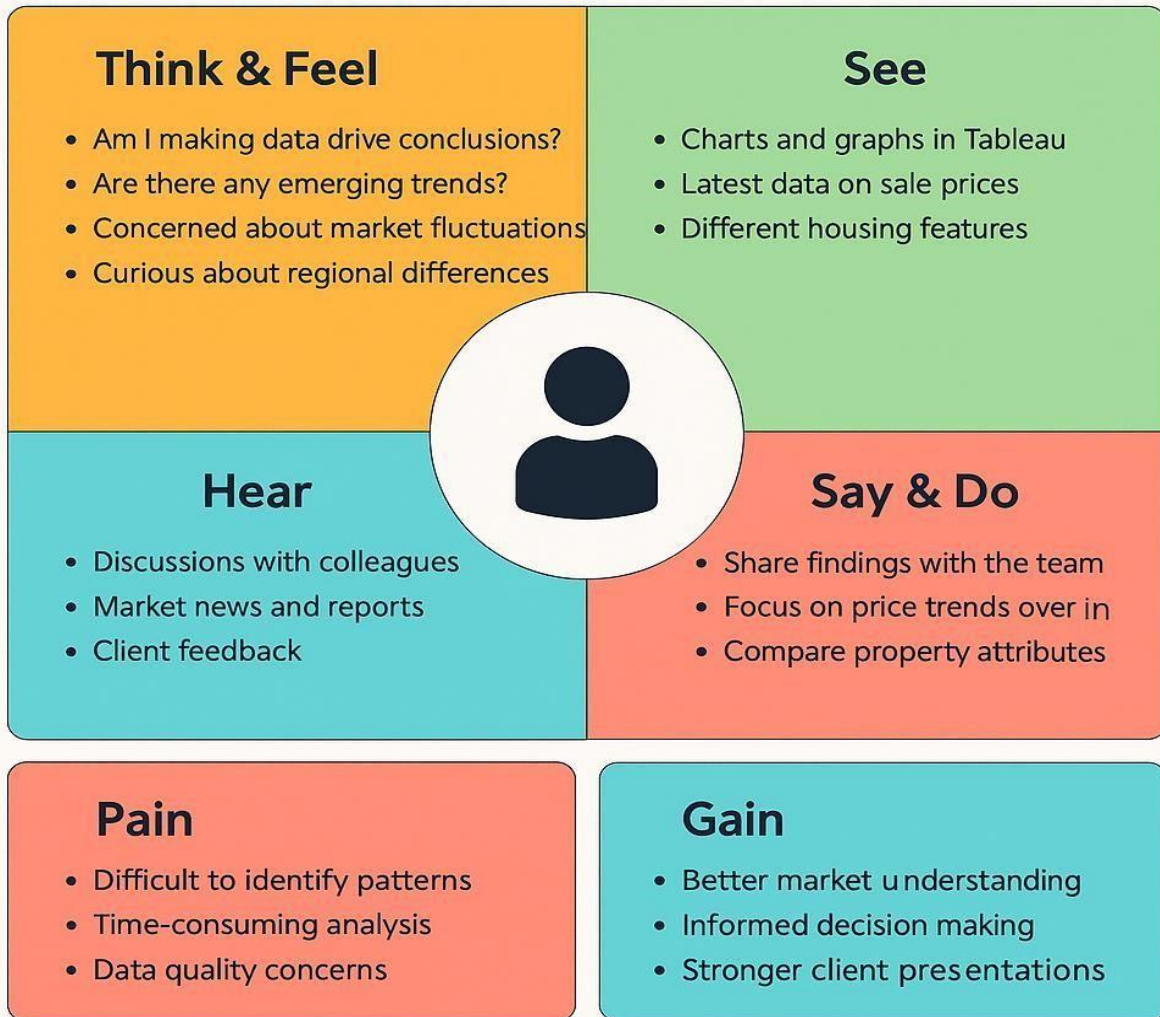 Think & Feel
• Am I making data drive conclusions?
• Are there any emerging trends?
• Concerned about market fluctuations
• Curious about regional differences
See
• Charts and graphs in Tableau
• Latest data on sale prices
• Different housing features
Hear
• Discussions with colleagues
• Market news and reports
• Client feedback
Say & Do
• Share findings with the team
• Focus on price trends over in
• Compare property attributes
Pain
• Difficult to identify patterns
• Time-consuming analysis
• Data quality concerns
Gain
• Better market understanding
• Informed decision making
• Stronger client presentations